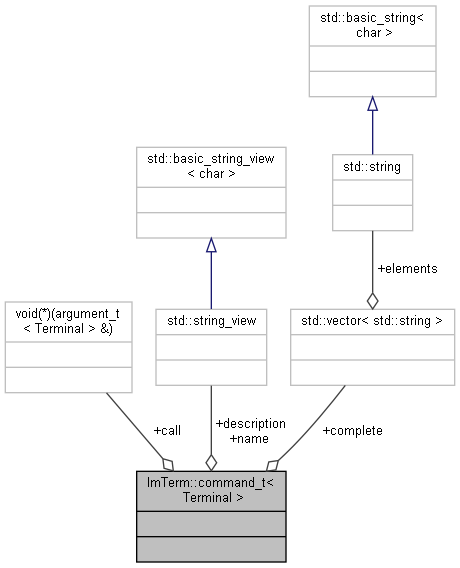 std::basic_string<
char >
std::basic_string_view
< char >
std::string
+elements
void(*)(argument_t
< Terminal > &)
std::string_view
std::vector< std::string >
+call
+description
+name
+complete
ImTerm::command_t<
Terminal >